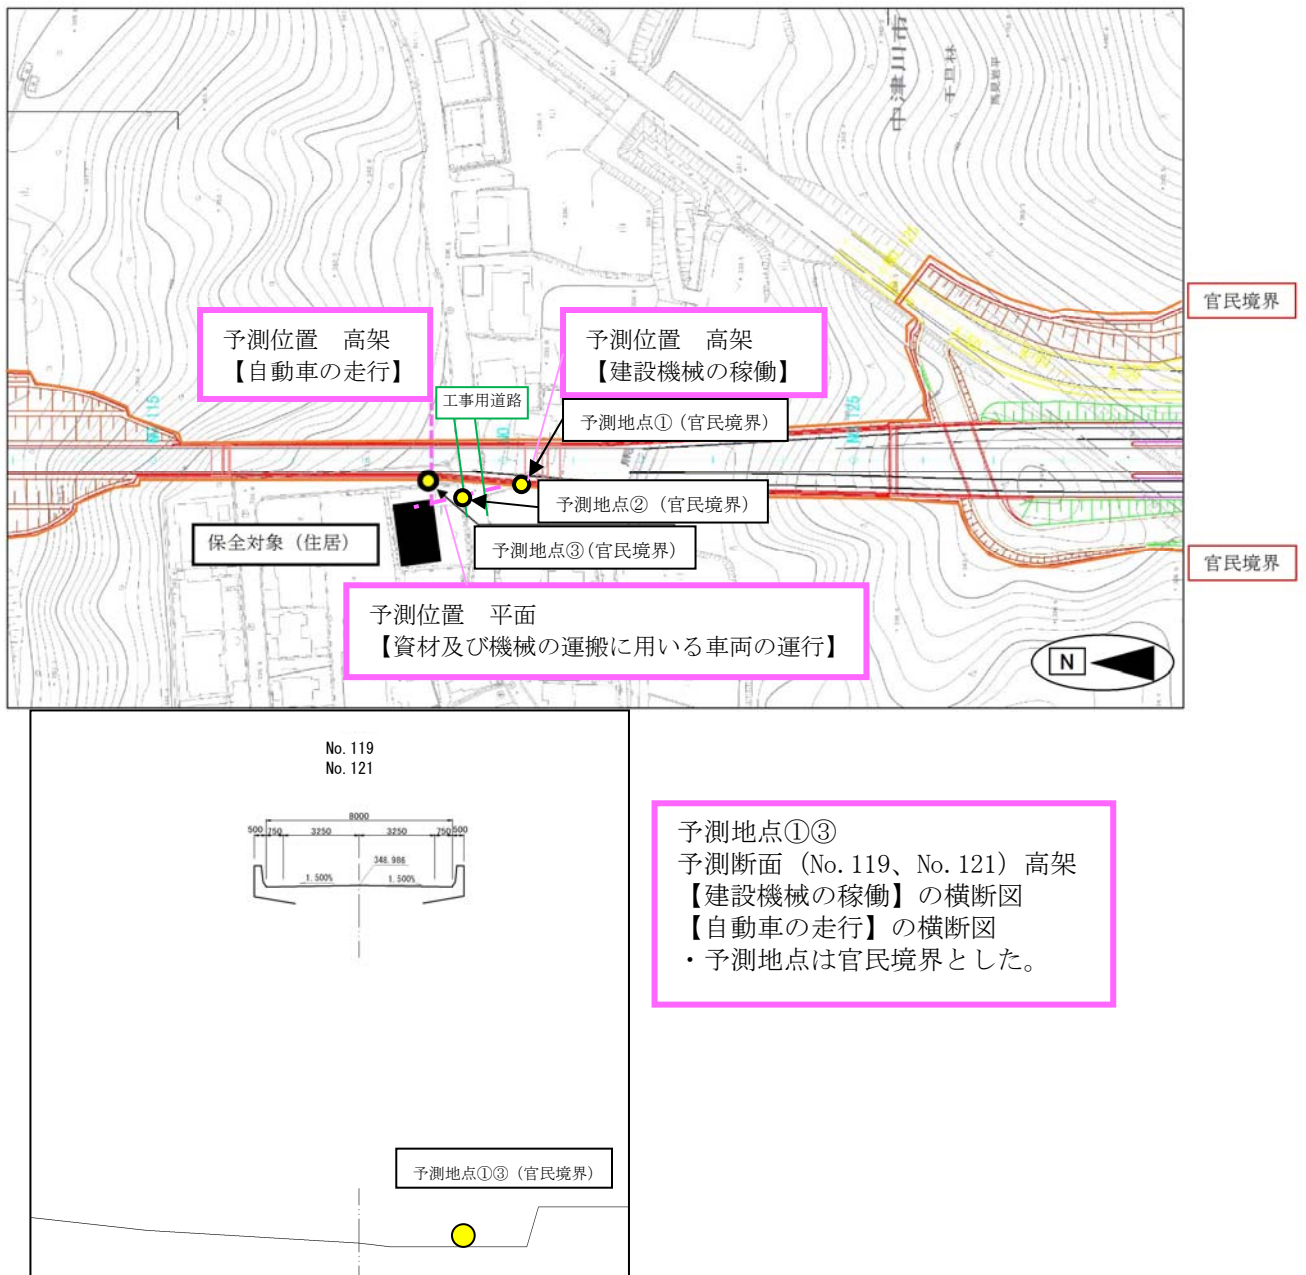 中津川市
千旦林
官民境界
予測位置　高架
【自動車の走行】
予測位置　高架
【建設機械の稼働】
工事用道路
予測地点①(官民境界)
NO.115
NO.125
予測地点②（官民境界）
保全対象（住居）
予測地点③(官民境界)
官民境界
予測位置　平面
【資材及び機械の運搬に用いる車両の運行】
N
No. 119
No. 121
8000
500 750 3250 3250 750 500
348.986
1.500% 1.500%
予測地点①③（官民境界）
予測地点①③
予測断面（No.119、No.121）高架
【建設機械の稼働】の横断図
【自動車の走行】の横断図
・予測地点は官民境界とした。